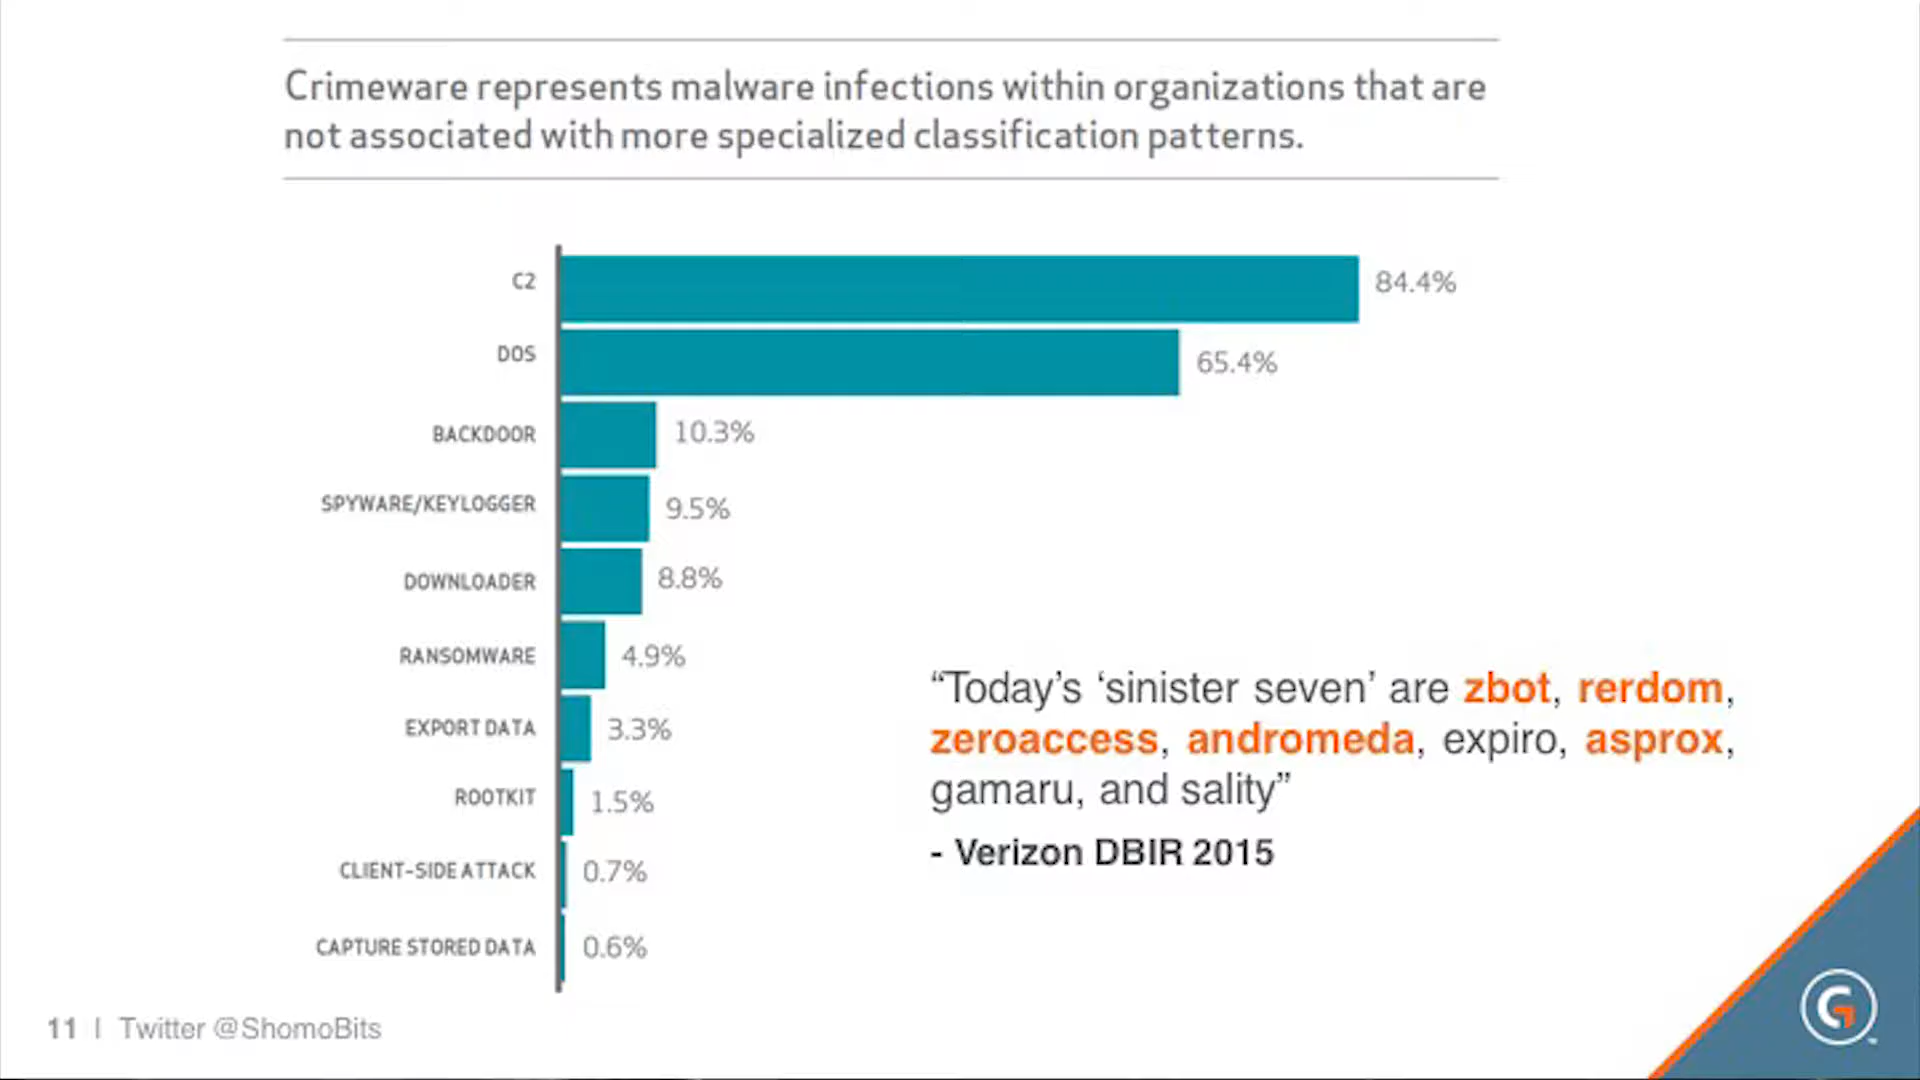 Crimeware represents malware infections within organizations that are
not associated with more specialized classification patterns.
C2 84.4%
DOS 65.4%
BACKDOOR 10.3%
SPYWARE/KEYLOGGER 9.5%
DOWNLOADER 8.8%
RANSOMWARE 4.9%
EXPORT DATA 3.3%
ROOTKIT 1.5%
CLIENT-SIDE ATTACK 0.7%
CAPTURE STORED DATA 0.6%
“Today’s ‘sinister seven’ are zbot, rerdom,
zeroaccess, andromeda, expiro, asprox,
gamaru, and sality”
- Verizon DBIR 2015
11 | Twitter @ShomoBits
G